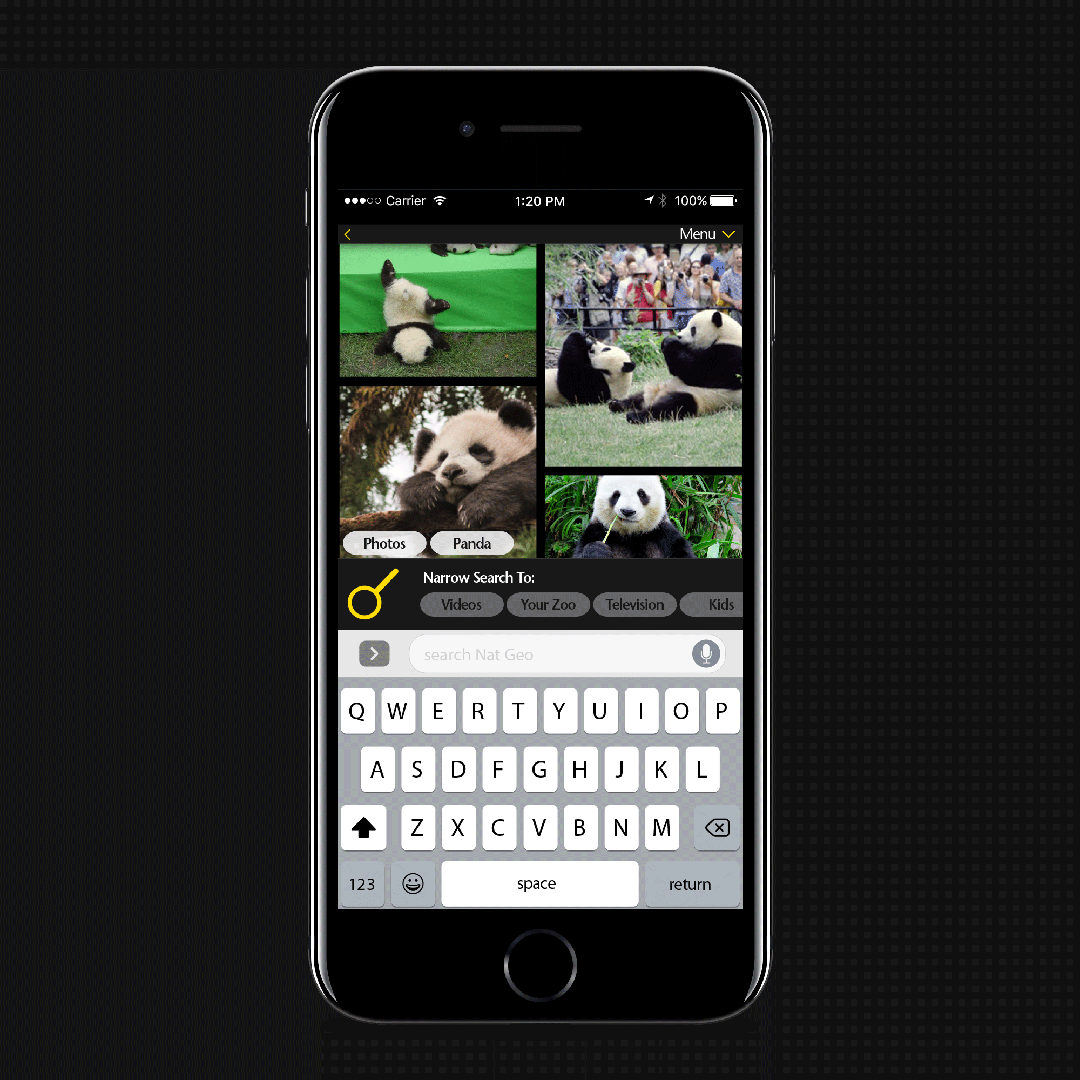 Carrier 1:20 PM 100%
Menu
Photos Panda
Narrow Search To:
Videos Your Zoo Television Kids
search Nat Geo
Q W E R T Y U I O P
A S D F G H J K L
Z X C V B N M
123 space return